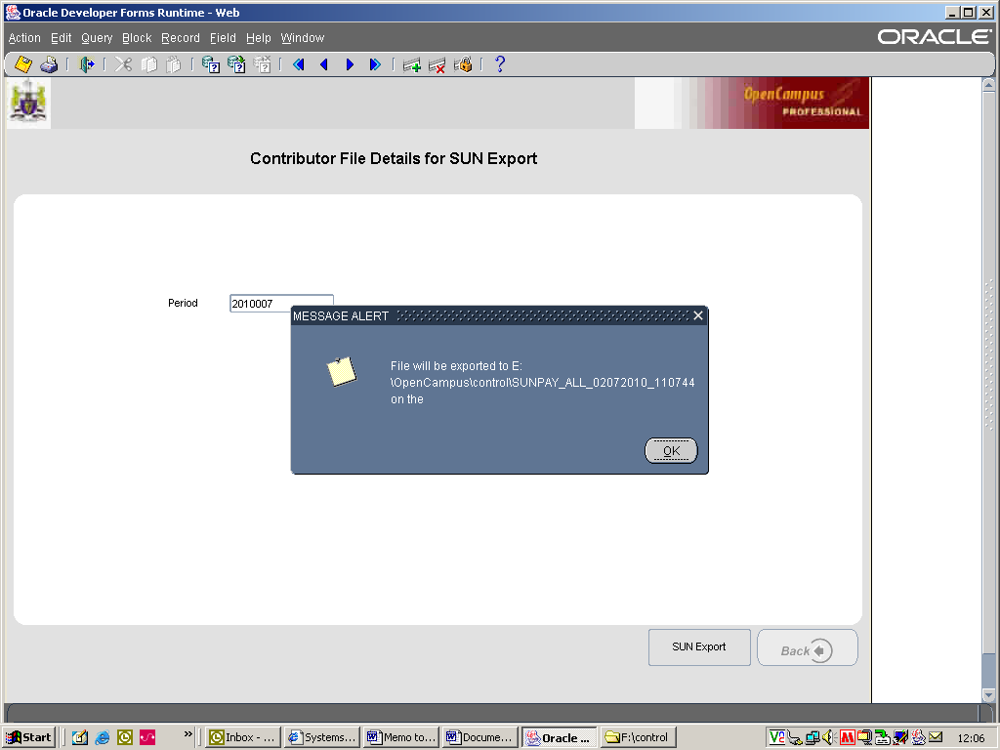 Oracle Developer Forms Runtime - Web
Action Edit Query Block Record Field Help Window
ORACLE
OpenCampus
PROFESSIONAL
Contributor File Details for SUN Export
Period 2010007
MESSAGE ALERT
File will be exported to E:
\OpenCampus\control\SUNPAY_ALL_02072010_110744
on the
OK
SUN Export Back
Start Inbox - ... Systems... Memo to... Docume... Oracle ... F:\control 12:06